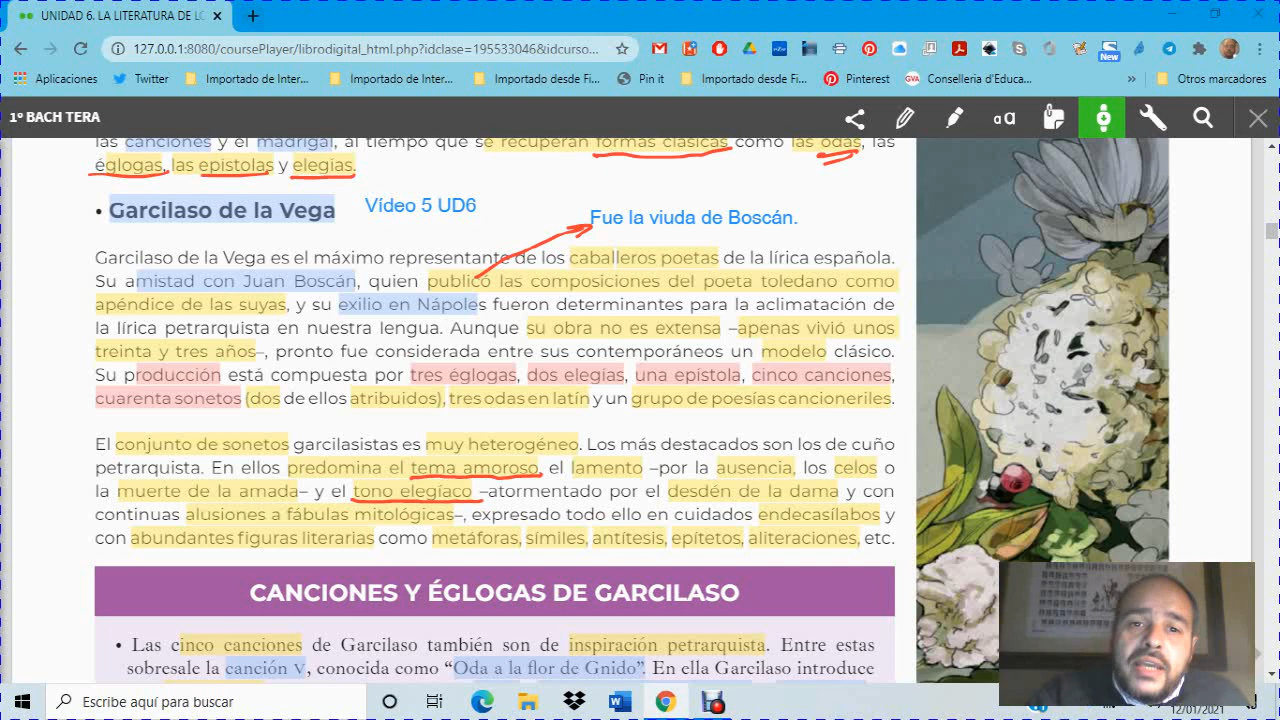 UNIDAD 6. LA LITERATURA DE LO
127.0.0.1:8080/coursePlayer/librodigital_html.php?idclase=195533046&idcurso...
New
Aplicaciones
Twitter
Importado de Inter...
Importado de Inter...
Importado desde Fi...
Pin it
Importado desde Fi...
Pinterest
GVA
Conselleria d'Educa...
»
Otros marcadores
1º BACH TERA
aa
las canciones y el madrigal, al tiempo que se recuperan formas clásicas como las odas, las
églogas, las epístolas y elegías.
• Garcilaso de la Vega
Vídeo 5 UD6
Fue la viuda de Boscán.
Garcilaso de la Vega es el máximo representante de los caballeros poetas de la lírica española.
Su amistad con Juan Boscán, quien publicó las composiciones del poeta toledano como
apéndice de las suyas, y su exilio en Nápoles fueron determinantes para la aclimatación de
la lírica petrarquista en nuestra lengua. Aunque su obra no es extensa –apenas vivió unos
treinta y tres años–, pronto fue considerada entre sus contemporáneos un modelo clásico.
Su producción está compuesta por tres églogas, dos elegías, una epístola, cinco canciones,
cuarenta sonetos (dos de ellos atribuidos), tres odas en latín y un grupo de poesías cancioneriles.
El conjunto de sonetos garcilasistas es muy heterogéneo. Los más destacados son los de cuño
petrarquista. En ellos predomina el tema amoroso, el lamento –por la ausencia, los celos o
la muerte de la amada– y el tono elegíaco –atormentado por el desdén de la dama y con
continuas alusiones a fábulas mitológicas–, expresado todo ello en cuidados endecasílabos y
con abundantes figuras literarias como metáforas, símiles, antítesis, epítetos, aliteraciones, etc.
CANCIONES Y ÉGLOGAS DE GARCILASO
• Las cinco canciones de Garcilaso también son de inspiración petrarquista. Entre estas
sobresale la canción V, conocida como “Oda a la flor de Gnido”. En ella Garcilaso introduce
Escribe aquí para buscar
12/01/2021